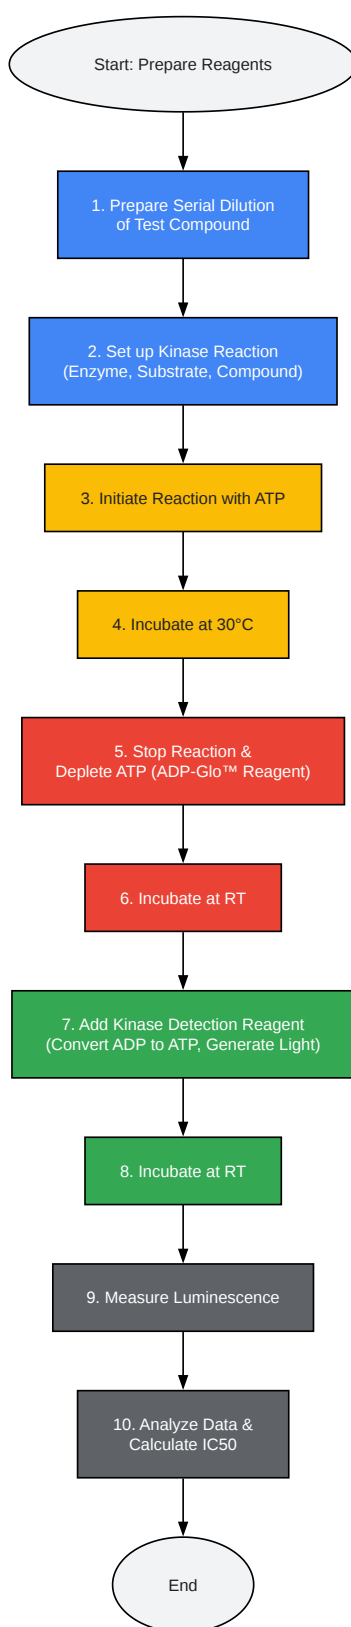 Start: Prepare Reagents
1. Prepare Serial Dilution
of Test Compound
2. Set up Kinase Reaction
(Enzyme, Substrate, Compound)
3. Initiate Reaction with ATP
4. Incubate at 30°C
5. Stop Reaction &
Deplete ATP (ADP-Glo™ Reagent)
6. Incubate at RT
7. Add Kinase Detection Reagent
(Convert ADP to ATP, Generate Light)
8. Incubate at RT
9. Measure Luminescence
10. Analyze Data &
Calculate IC50
End